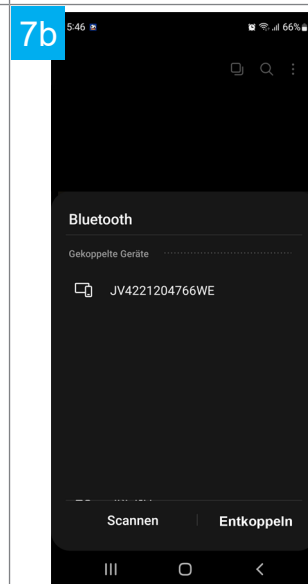 7b
5:46
66%
Bluetooth
Gekoppelte Geräte
JV4221204766WE
Scannen
Entkoppeln